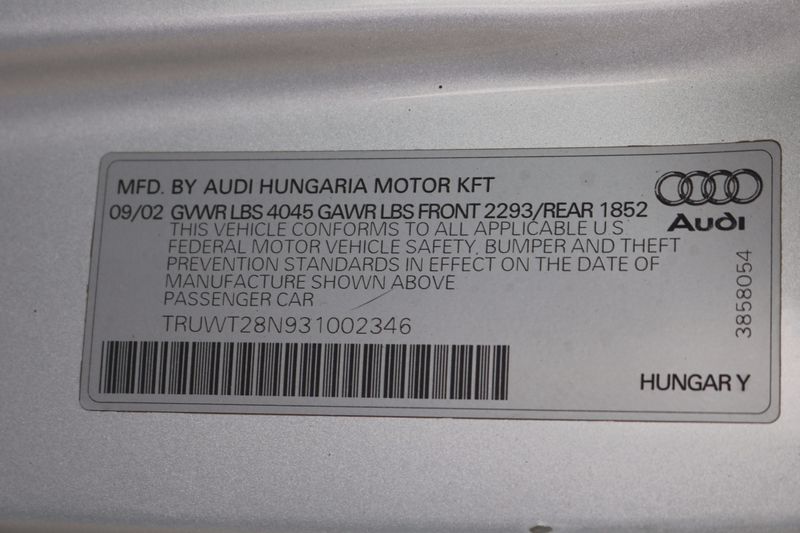 MFD. BY AUDI HUNGARIA MOTOR KFT
09/02 GVWR LBS 4045 GAWR LBS FRONT 2293/REAR 1852
THIS VEHICLE CONFORMS TO ALL APPLICABLE U S
FEDERAL MOTOR VEHICLE SAFETY, BUMPER AND THEFT
PREVENTION STANDARDS IN EFFECT ON THE DATE OF
MANUFACTURE SHOWN ABOVE
PASSENGER CAR
TRUWT28N931002346
Audi
3858054
HUNGARY